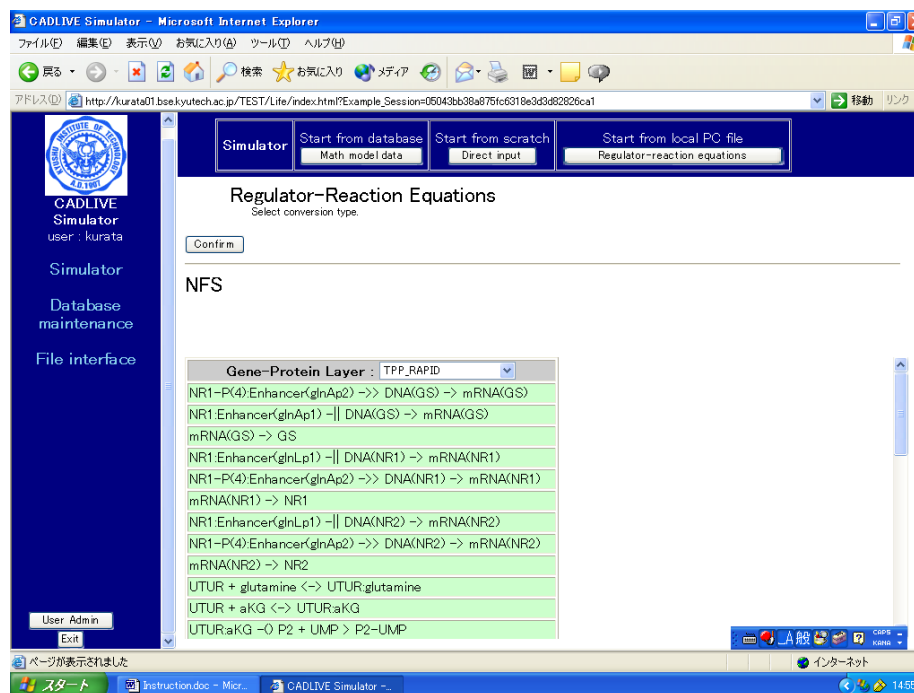 CADLIVE Simulator - Microsoft Internet Explorer
ファイル(F) 編集(E) 表示(V) お気に入り(A) ツール(T) ヘルプ(H)
戻る 検索 お気に入り メディア
アドレス(D) http://kurata01.bse.kyutech.ac.jp/TEST/Life/index.html?Example_Session=05043bb38a875fc6318e3d3d82826ca1 移動 リンク
A.D.1907
CADLIVE
Simulator
user : kurata
Simulator
Database
maintenance
File interface
User Admin
Exit
Simulator
Start from database
Math model data
Start from scratch
Direct input
Start from local PC file
Regulator-reaction equations
Regulator-Reaction Equations
Select conversion type.
Confirm
NFS
Gene-Protein Layer : TPP_RAPID
NR1-P(4):Enhancer(glnAp2) ->> DNA(GS) -> mRNA(GS)
NR1:Enhancer(glnAp1) -|| DNA(GS) -> mRNA(GS)
mRNA(GS) -> GS
NR1:Enhancer(glnLp1) -|| DNA(NR1) -> mRNA(NR1)
NR1-P(4):Enhancer(glnAp2) ->> DNA(NR1) -> mRNA(NR1)
mRNA(NR1) -> NR1
NR1:Enhancer(glnLp1) -|| DNA(NR2) -> mRNA(NR2)
NR1-P(4):Enhancer(glnAp2) ->> DNA(NR2) -> mRNA(NR2)
mRNA(NR2) -> NR2
UTUR + glutamine <-> UTUR:glutamine
UTUR + aKG <-> UTUR:aKG
UTUR:aKG -0 P2 + UMP > P2-UMP
A般 CAPS KANA
ページが表示されました インターネット
スタート Instruction.doc - Micr... CADLIVE Simulator -... 14:55